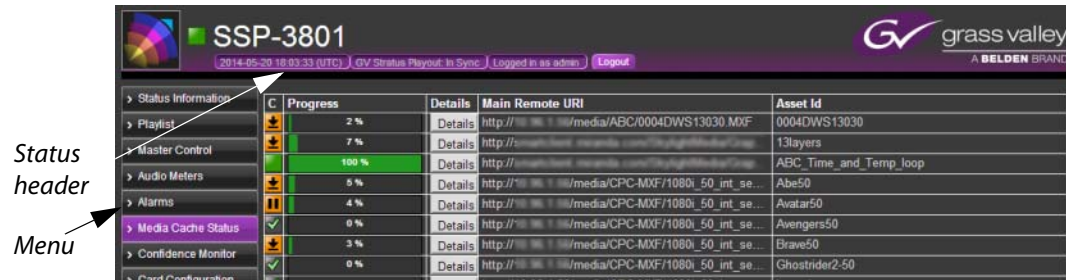 SSP-3801
grass valley
A BELDEN BRAND
2014-05-20 18:03:33 (UTC) GV Stratus Playout: In Sync Logged in as admin Logout
Status header
Menu
> Status Information
> Playlist
> Master Control
> Audio Meters
> Alarms
> Media Cache Status
> Confidence Monitor
> Card Configuration
C Progress Details Main Remote URI Asset Id
2 % Details http:// /media/ABC/0004DWS13030.MXF 0004DWS13030
7 % Details http:// 13layers
100 % Details http:// ABC_Time_and_Temp_loop
5 % Details http:// /media/CPC-MXF/1080i_50_int_se... Abe50
4 % Details http:// /media/CPC-MXF/1080i_50_int_se... Avatar50
0 % Details http:// /media/CPC-MXF/1080i_50_int_se... Avengers50
3 % Details http:// /media/CPC-MXF/1080i_50_int_se... Brave50
0 % Details http:// /media/CPC-MXF/1080i_50_int_se... Ghostrider2-50